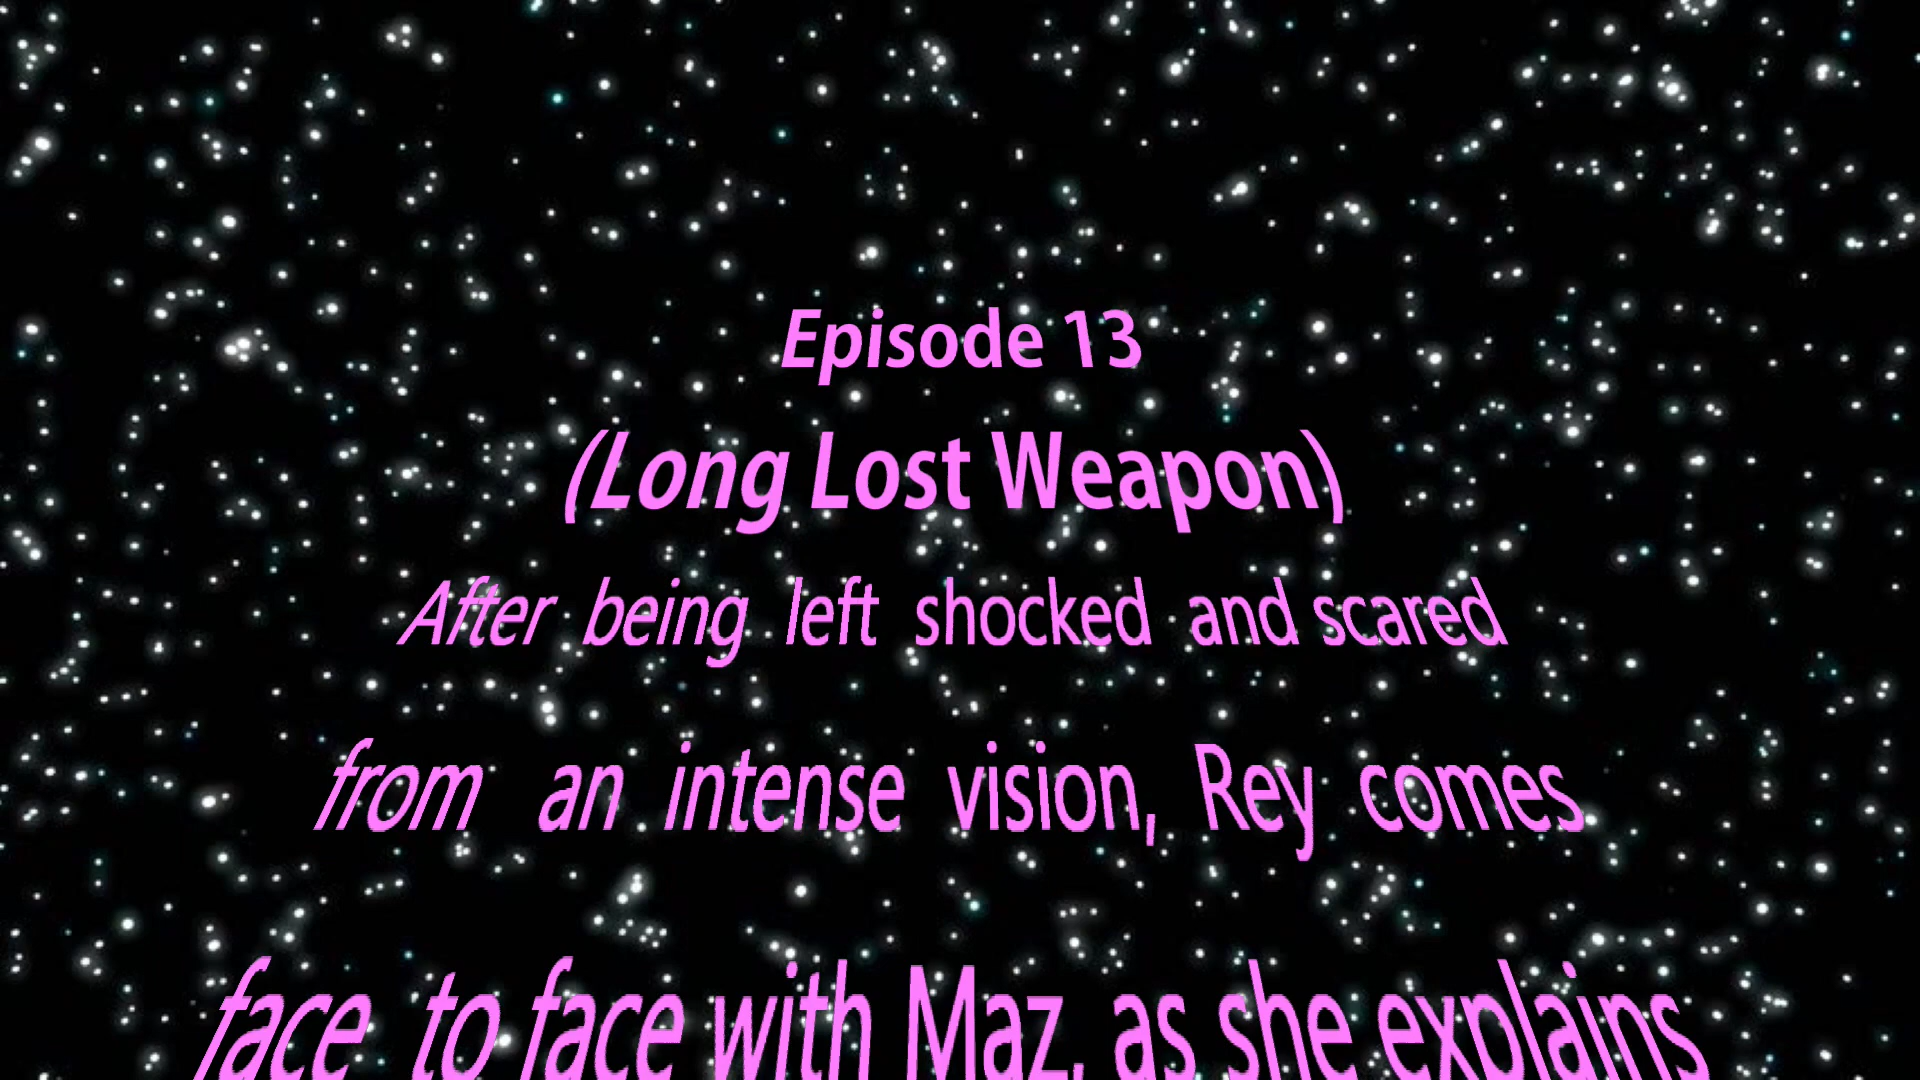 Episode 13
(Long Lost Weapon)
After being left shocked and scared
from an intense vision, Rey comes
face to face with Maz, as she explains